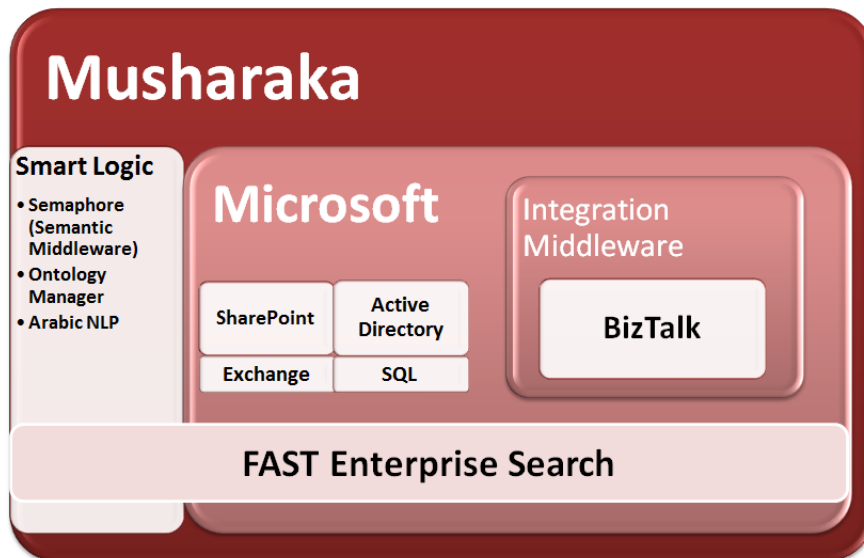 Musharaka
Smart Logic
• Semaphore
(Semantic
Middleware)
• Ontology
Manager
• Arabic NLP
Microsoft
SharePoint
Active
Directory
Exchange
SQL
Integration
Middleware
BizTalk
FAST Enterprise Search